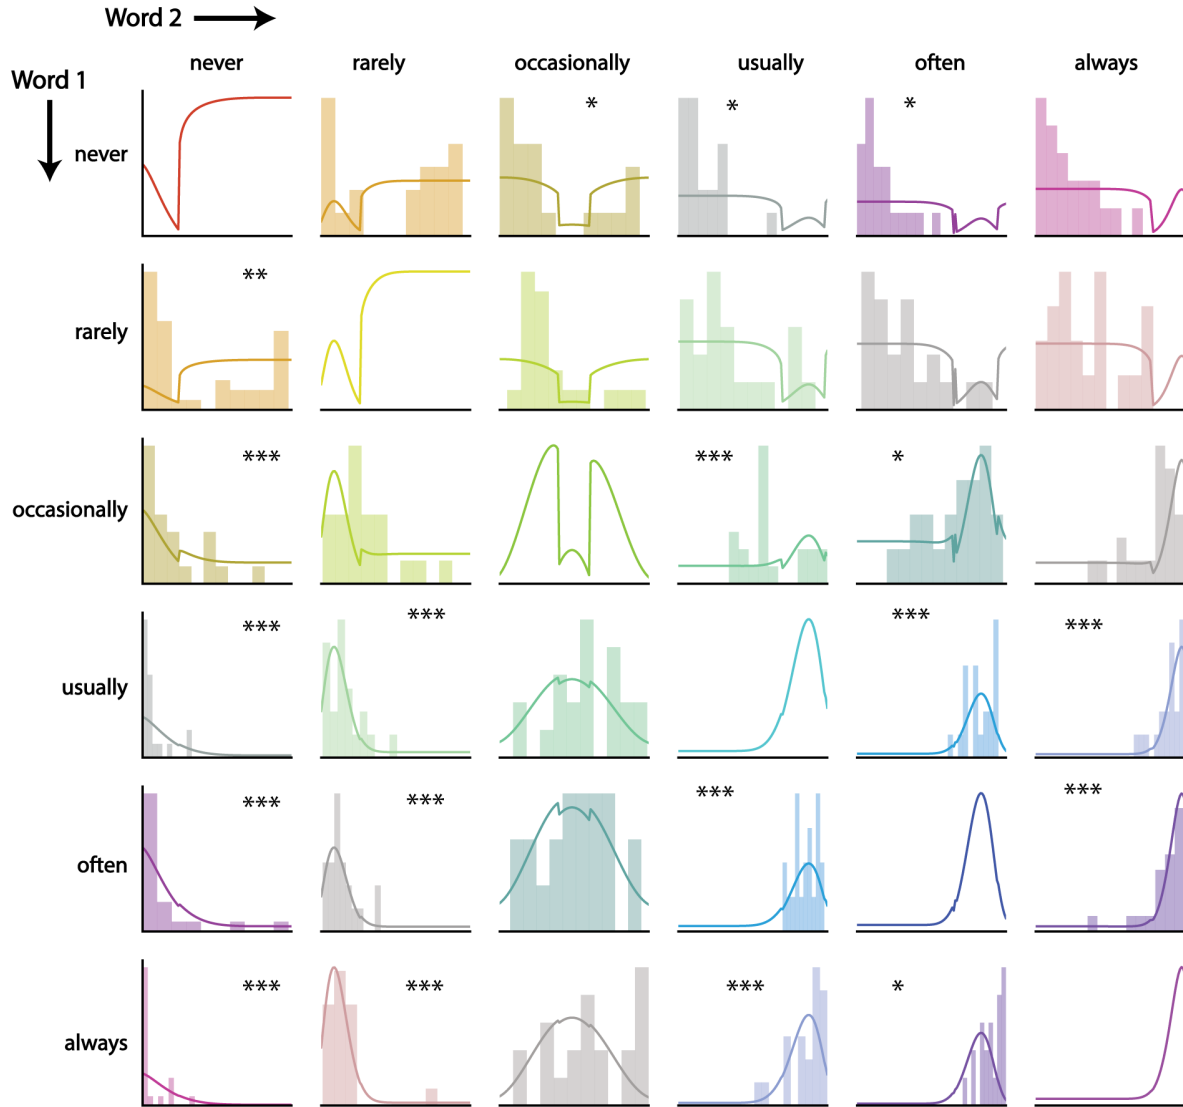 Word 2
never rarely occasionally usually often always
Word 1
never
* * *
rarely
**
occasionally
*** *** *
usually
*** *** *** ***
often
*** *** *** ***
always
*** *** *** *